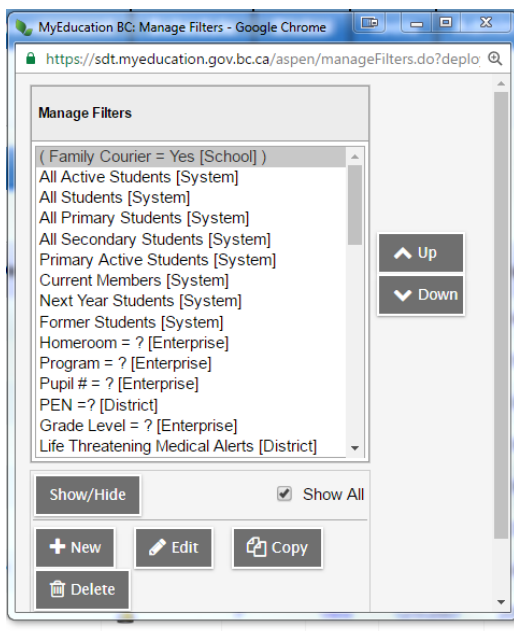 MyEducation BC: Manage Filters - Google Chrome
https://sdt.myeducation.gov.bc.ca/aspen/manageFilters.do?deplo
Manage Filters
( Family Courier = Yes [School] )
All Active Students [System]
All Students [System]
All Primary Students [System]
All Secondary Students [System]
Primary Active Students [System]
Current Members [System]
Next Year Students [System]
Former Students [System]
Homeroom = ? [Enterprise]
Program = ? [Enterprise]
Pupil # = ? [Enterprise]
PEN =? [District]
Grade Level = ? [Enterprise]
Life Threatening Medical Alerts [District]
Up
Down
Show/Hide
Show All
New
Edit
Copy
Delete